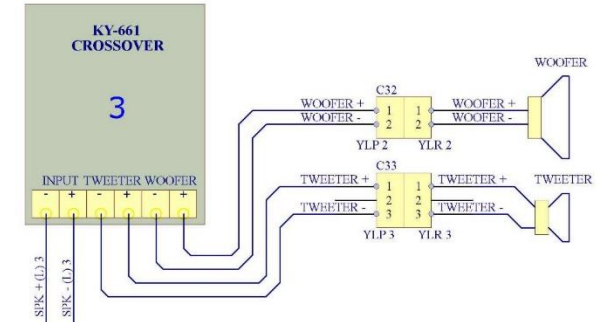 KY-661
CROSSOVER
3
INPUT TWEETER WOOFER
- + - + - +
SPK + (L) 3
SPK - (L) 3
C32
WOOFER +
WOOFER -
1 1
2 2
WOOFER +
WOOFER -
YLP 2 YLR 2
WOOFER
C33
TWEETER +
TWEETER -
1 1
2 2
3 3
TWEETER +
TWEETER -
YLP 3 YLR 3
TWEETER